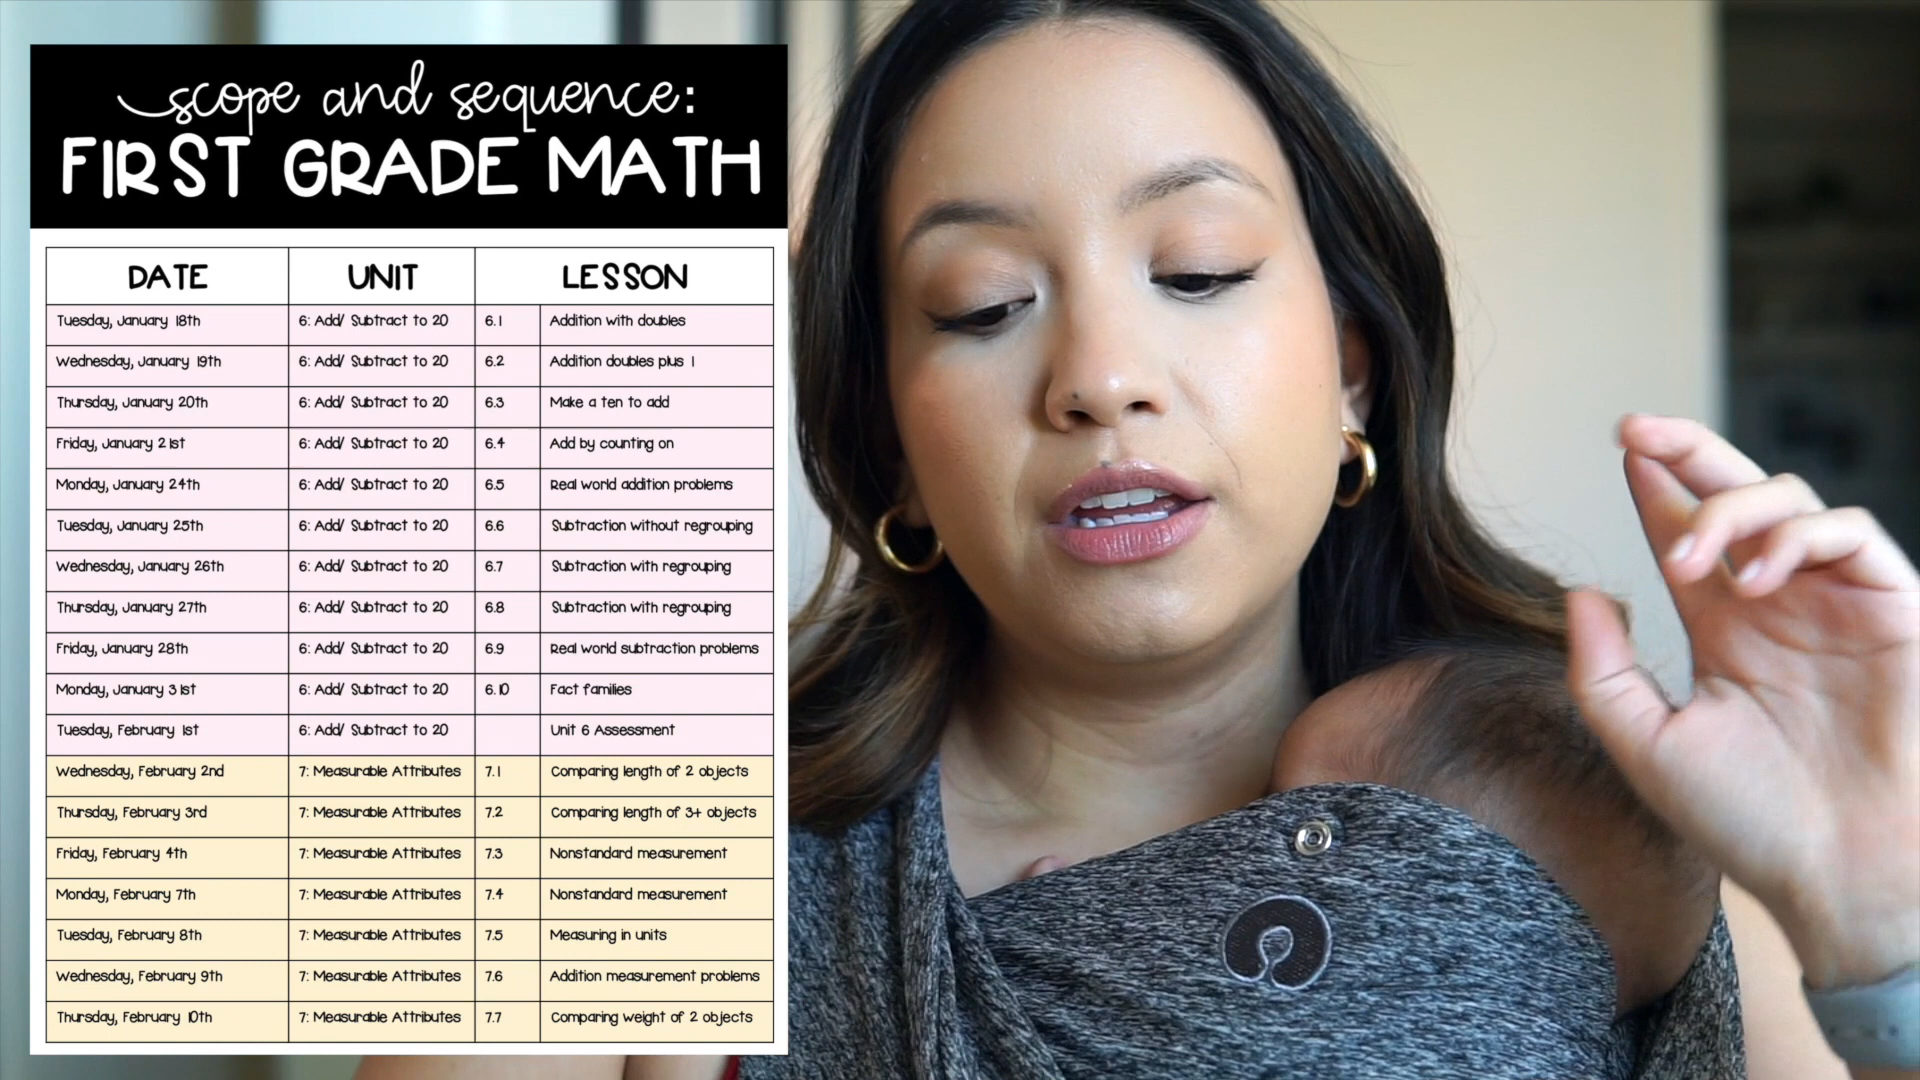 scope and sequence:
FIRST GRADE MATH
DATE UNIT LESSON
Tuesday, January 18th 6: Add/ Subtract to 20 6.1 Addition with doubles
Wednesday, January 19th 6: Add/ Subtract to 20 6.2 Addition doubles plus 1
Thursday, January 20th 6: Add/ Subtract to 20 6.3 Make a ten to add
Friday, January 21st 6: Add/ Subtract to 20 6.4 Add by counting on
Monday, January 24th 6: Add/ Subtract to 20 6.5 Real world addition problems
Tuesday, January 25th 6: Add/ Subtract to 20 6.6 Subtraction without regrouping
Wednesday, January 26th 6: Add/ Subtract to 20 6.7 Subtraction with regrouping
Thursday, January 27th 6: Add/ Subtract to 20 6.8 Subtraction with regrouping
Friday, January 28th 6: Add/ Subtract to 20 6.9 Real world subtraction problems
Monday, January 31st 6: Add/ Subtract to 20 6.10 Fact families
Tuesday, February 1st 6: Add/ Subtract to 20 Unit 6 Assessment
Wednesday, February 2nd 7: Measurable Attributes 7.1 Comparing length of 2 objects
Thursday, February 3rd 7: Measurable Attributes 7.2 Comparing length of 3+ objects
Friday, February 4th 7: Measurable Attributes 7.3 Nonstandard measurement
Monday, February 7th 7: Measurable Attributes 7.4 Nonstandard measurement
Tuesday, February 8th 7: Measurable Attributes 7.5 Measuring in units
Wednesday, February 9th 7: Measurable Attributes 7.6 Addition measurement problems
Thursday, February 10th 7: Measurable Attributes 7.7 Comparing weight of 2 objects